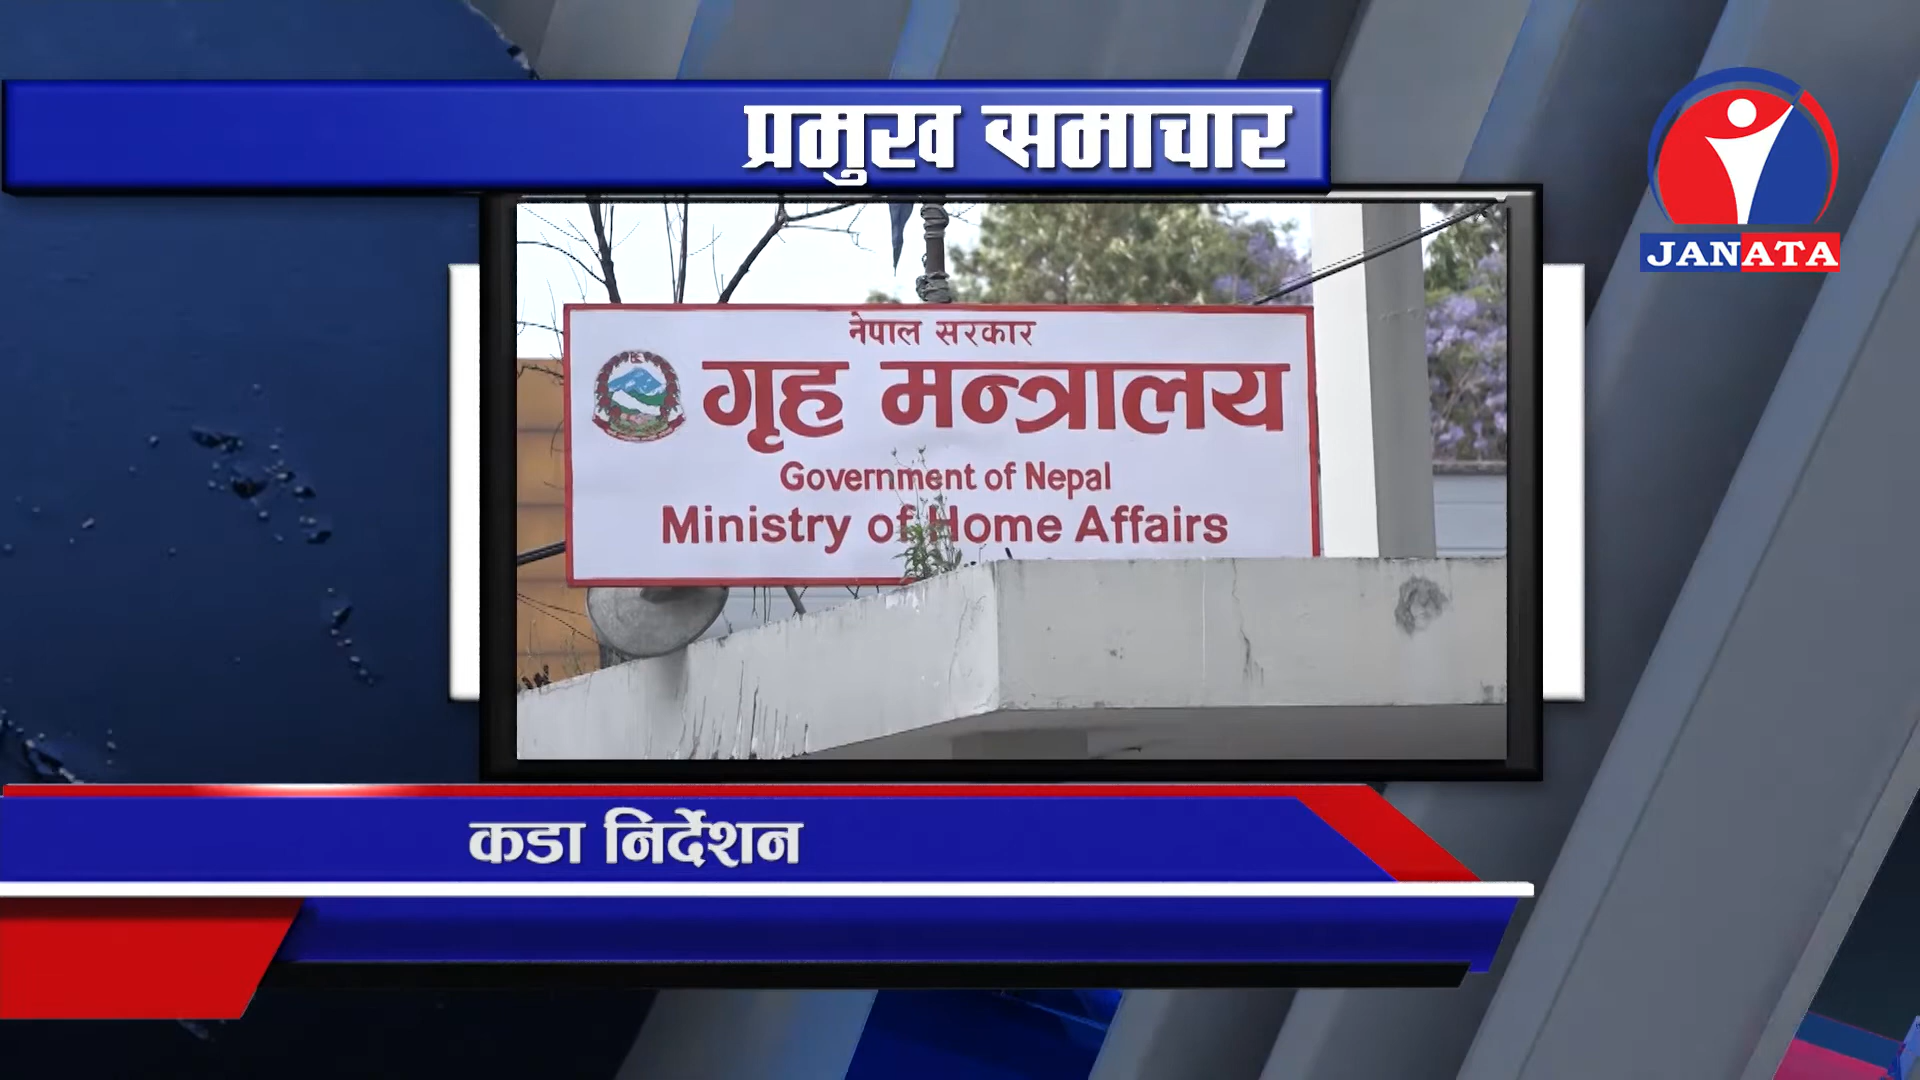 प्रमुख समाचार
JANATA
नेपाल सरकार
गृह मन्त्रालय
Government of Nepal
Ministry of Home Affairs
कडा निर्देशन